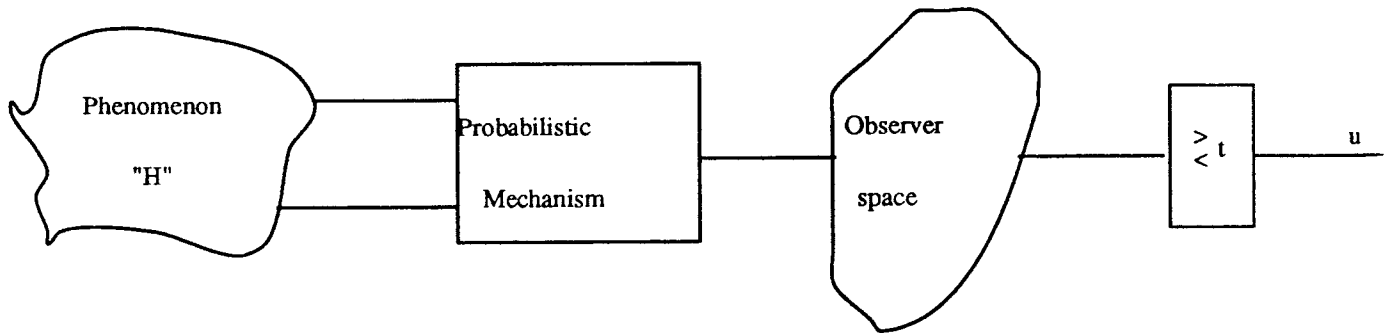 Phenomenon
"H"
Probabilistic
Mechanism
Observer
space
>
< t
u